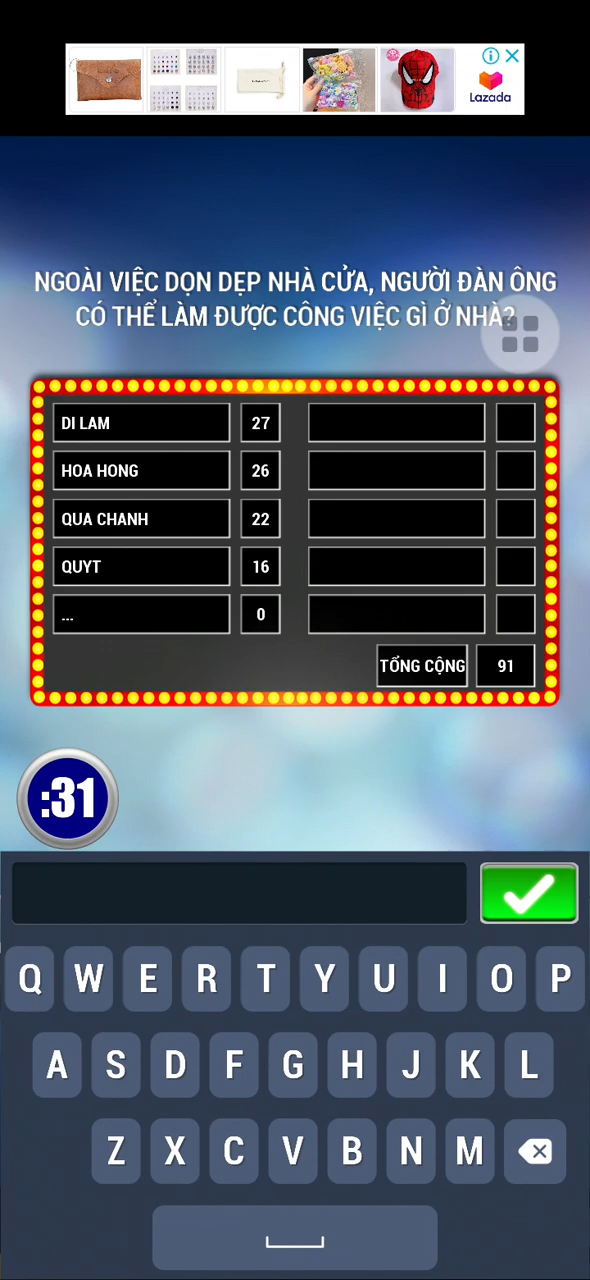 Lazada
NGOÀI VIỆC DỌN DẸP NHÀ CỬA, NGƯỜI ĐÀN ÔNG
CÓ THỂ LÀM ĐƯỢC CÔNG VIỆC GÌ Ở NHÀ?
DI LAM 27
HOA HONG 26
QUA CHANH 22
QUYT 16
... 0
TỔNG CỘNG 91
:31
Q W E R T Y U I O P
A S D F G H J K L
Z X C V B N M